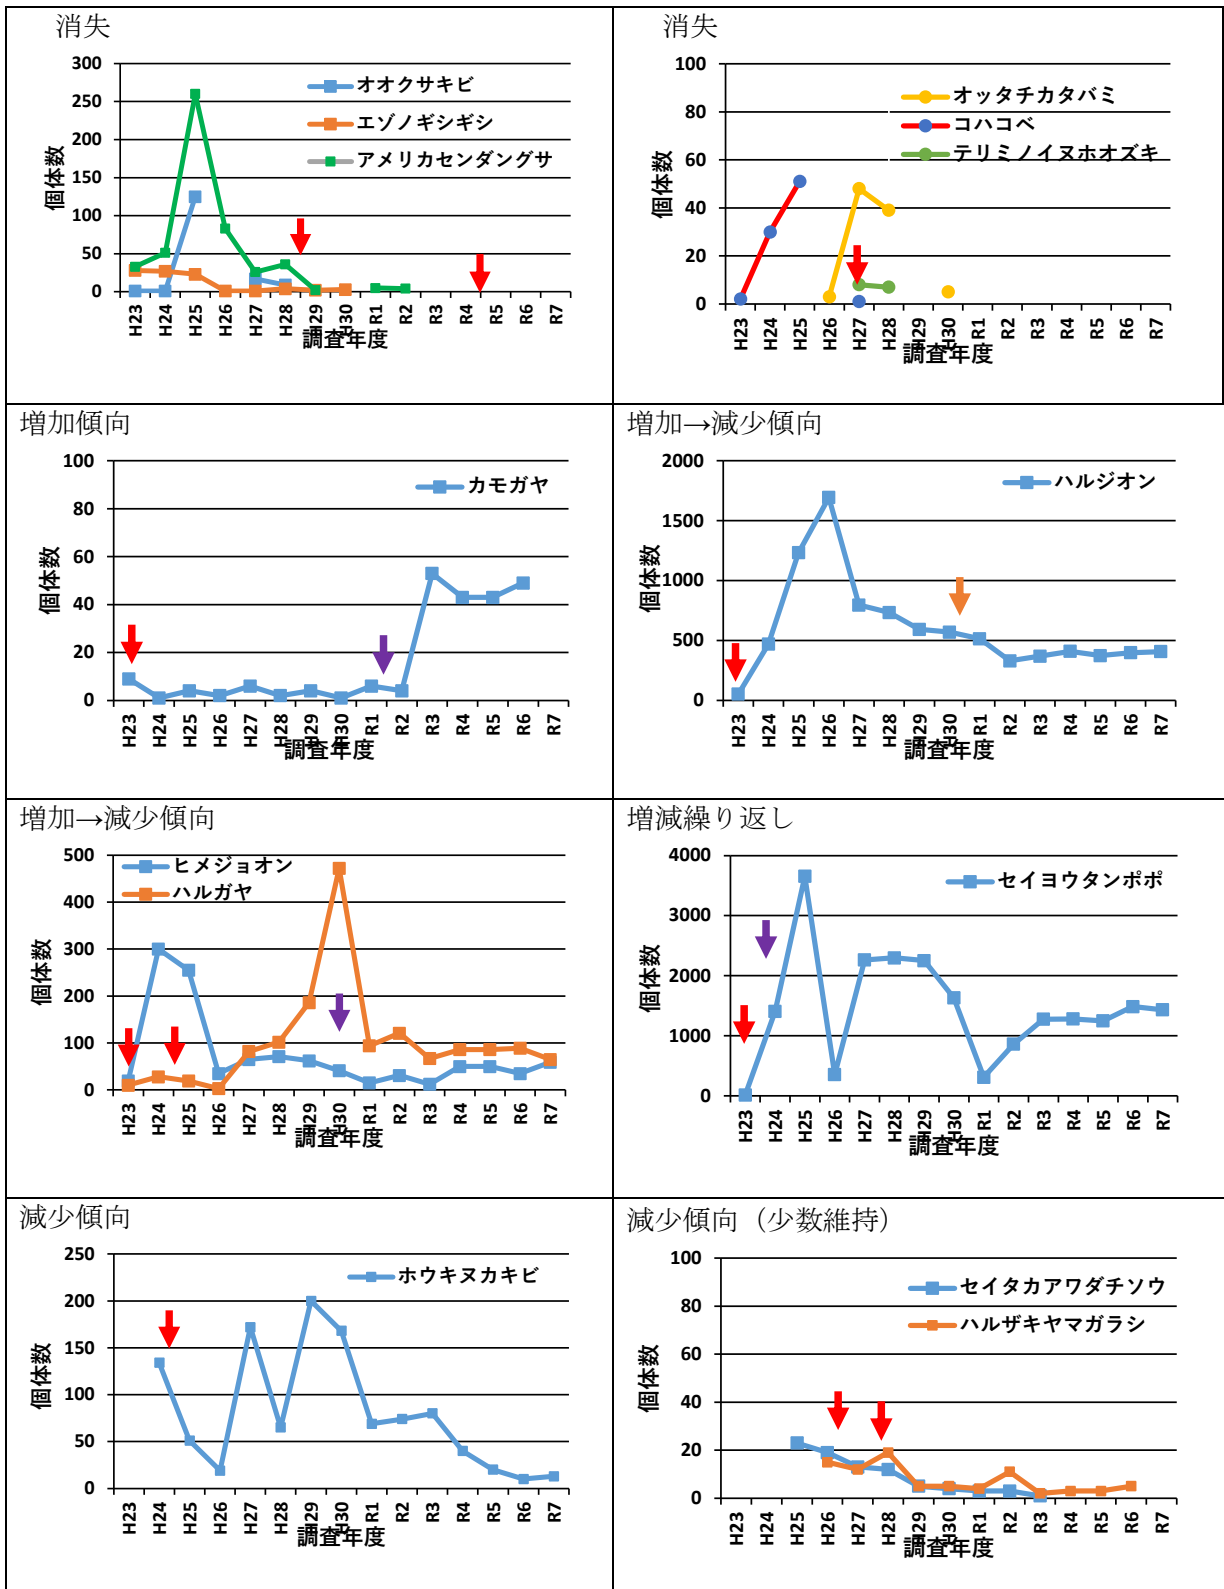 消失
300
250
200
150
100
50
0
個体数
オオクサキビ
エゾノギシギシ
アメリカセンダングサ
H23 H24 H25 H26 H27 H28 H29 H30 R1 R2 R3 R4 R5 R6 R7
調査年度
消失
100
80
60
40
20
0
個体数
オッタチカタバミ
コハコベ
テリミノイヌホオズキ
H23 H24 H25 H26 H27 H28 H29 H30 R1 R2 R3 R4 R5 R6 R7
調査年度
増加傾向
100
80
60
40
20
0
個体数
カモガヤ
H23 H24 H25 H26 H27 H28 H29 H30 R1 R2 R3 R4 R5 R6 R7
調査年度
増加→減少傾向
2000
1500
1000
500
0
個体数
ハルジオン
H23 H24 H25 H26 H27 H28 H29 H30 R1 R2 R3 R4 R5 R6 R7
調査年度
増加→減少傾向
500
400
300
200
100
0
個体数
ヒメジョオン
ハルガヤ
H23 H24 H25 H26 H27 H28 H29 H30 R1 R2 R3 R4 R5 R6 R7
調査年度
増減繰り返し
4000
3000
2000
1000
0
個体数
セイヨウタンポポ
H23 H24 H25 H26 H27 H28 H29 H30 R1 R2 R3 R4 R5 R6 R7
調査年度
減少傾向
250
200
150
100
50
0
個体数
ホウキヌカキビ
H23 H24 H25 H26 H27 H28 H29 H30 R1 R2 R3 R4 R5 R6 R7
調査年度
減少傾向（少数維持）
100
80
60
40
20
0
個体数
セイタカアワダチソウ
ハルザキヤマガラシ
H23 H24 H25 H26 H27 H28 H29 H30 R1 R2 R3 R4 R5 R6 R7
調査年度